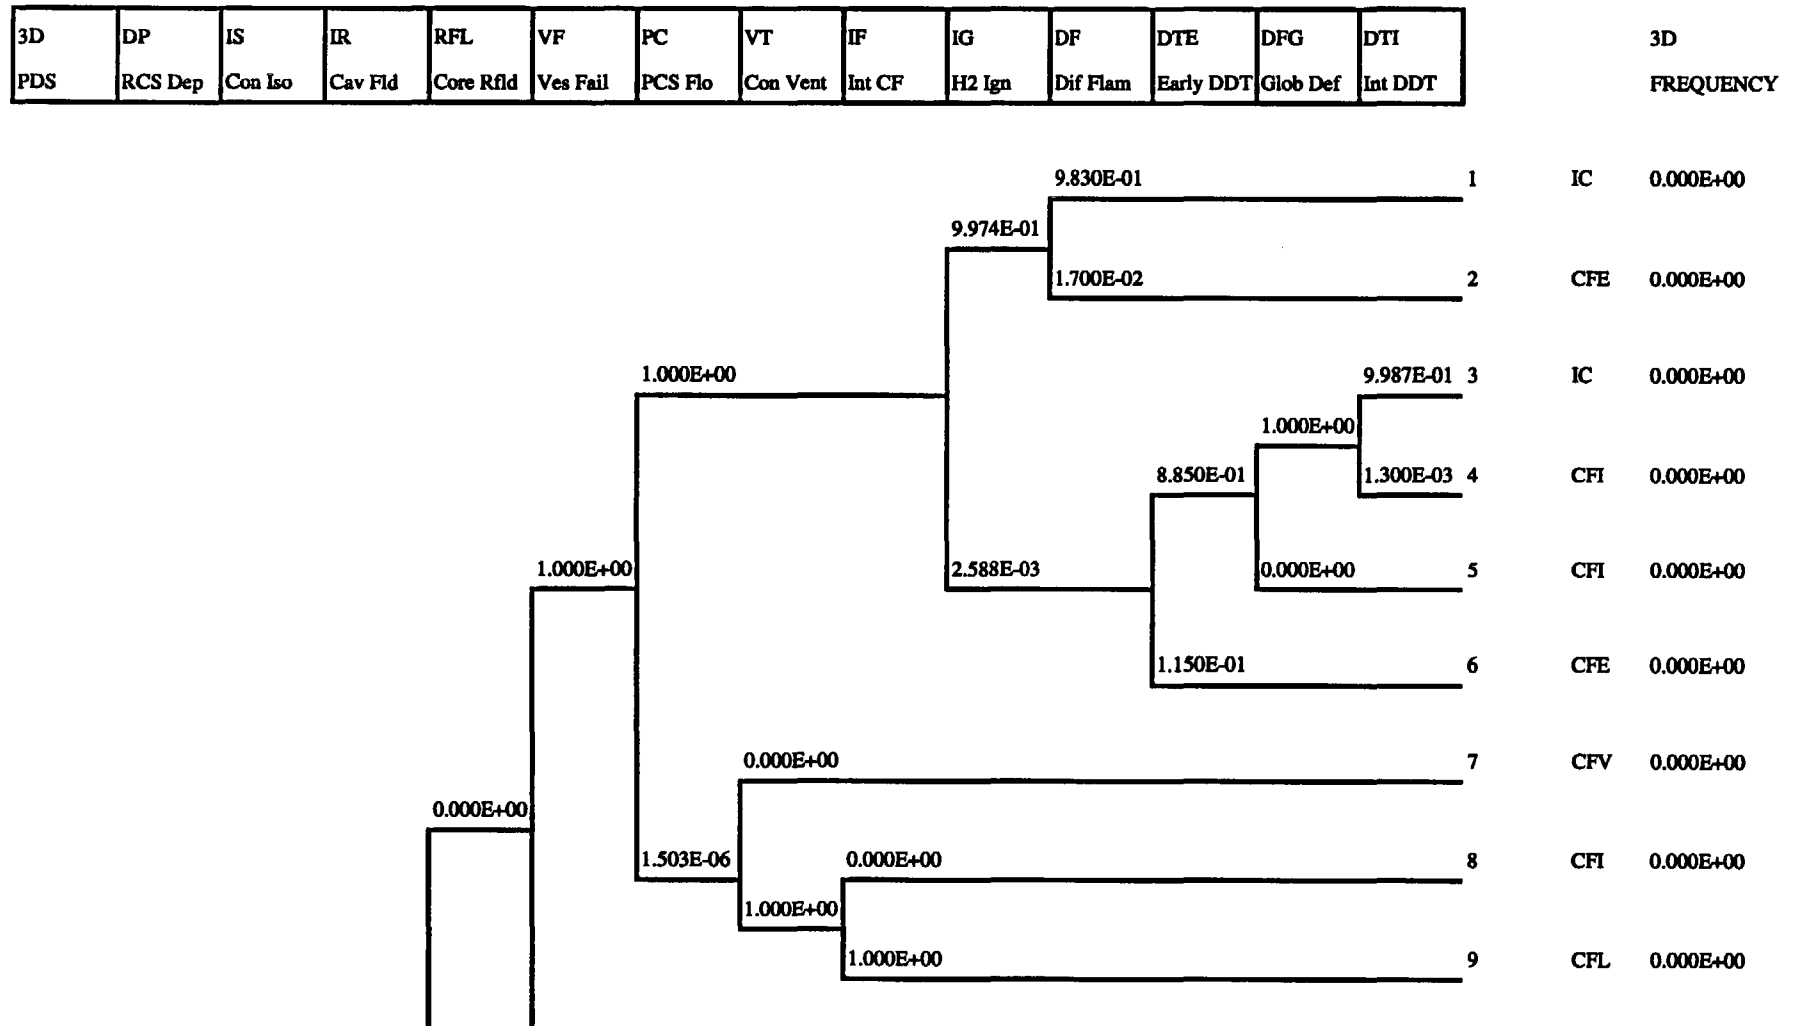 3D DP IS IR RFL VF PC VT IF IG DF DTE DFG DTI 3D
PDS RCS Dep Con Iso Cav Fld Core Rfld Ves Fail PCS Flo Con Vent Int CF H2 Ign Dif Flam Early DDT Glob Def Int DDT FREQUENCY
9.830E-01 1 IC 0.000E+00
9.974E-01
1.700E-02 2 CFE 0.000E+00
1.000E+00 9.987E-01 3 IC 0.000E+00
1.000E+00
8.850E-01 1.300E-03 4 CFI 0.000E+00
1.000E+00 2.588E-03 0.000E+00 5 CFI 0.000E+00
1.150E-01 6 CFE 0.000E+00
0.000E+00 7 CFV 0.000E+00
0.000E+00
1.503E-06 0.000E+00 8 CFI 0.000E+00
1.000E+00
1.000E+00 9 CFL 0.000E+00